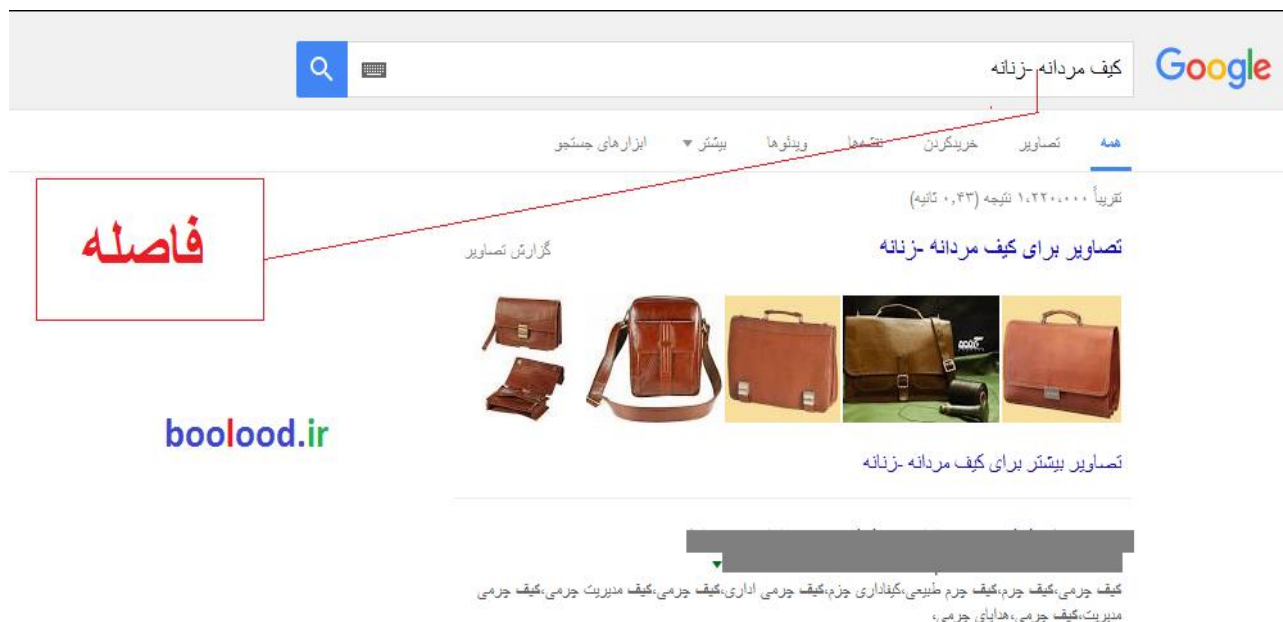 Google
کیف مردانه -زنانه
همه تصاویر خریدکردن نقشه‌ها ویدئوها بیشتر ابزارهای جستجو
تقریباً ۱،۲۲۰،۰۰۰ نتیجه (۰٫۴۳ ثانیه)
تصاویر برای کیف مردانه -زنانه
گزارش تصاویر
فاصله
boolood.ir
تصاویر بیشتر برای کیف مردانه -زنانه
کیف چرمی،کیف چرم،کیف چرم طبیعی،کیفاداری چزم،کیف چرمی اداری،کیف چرمی،کیف مدیریت چرمی،کیف چرمی
مدیریت،کیف چرمی،هدایای چرمی،